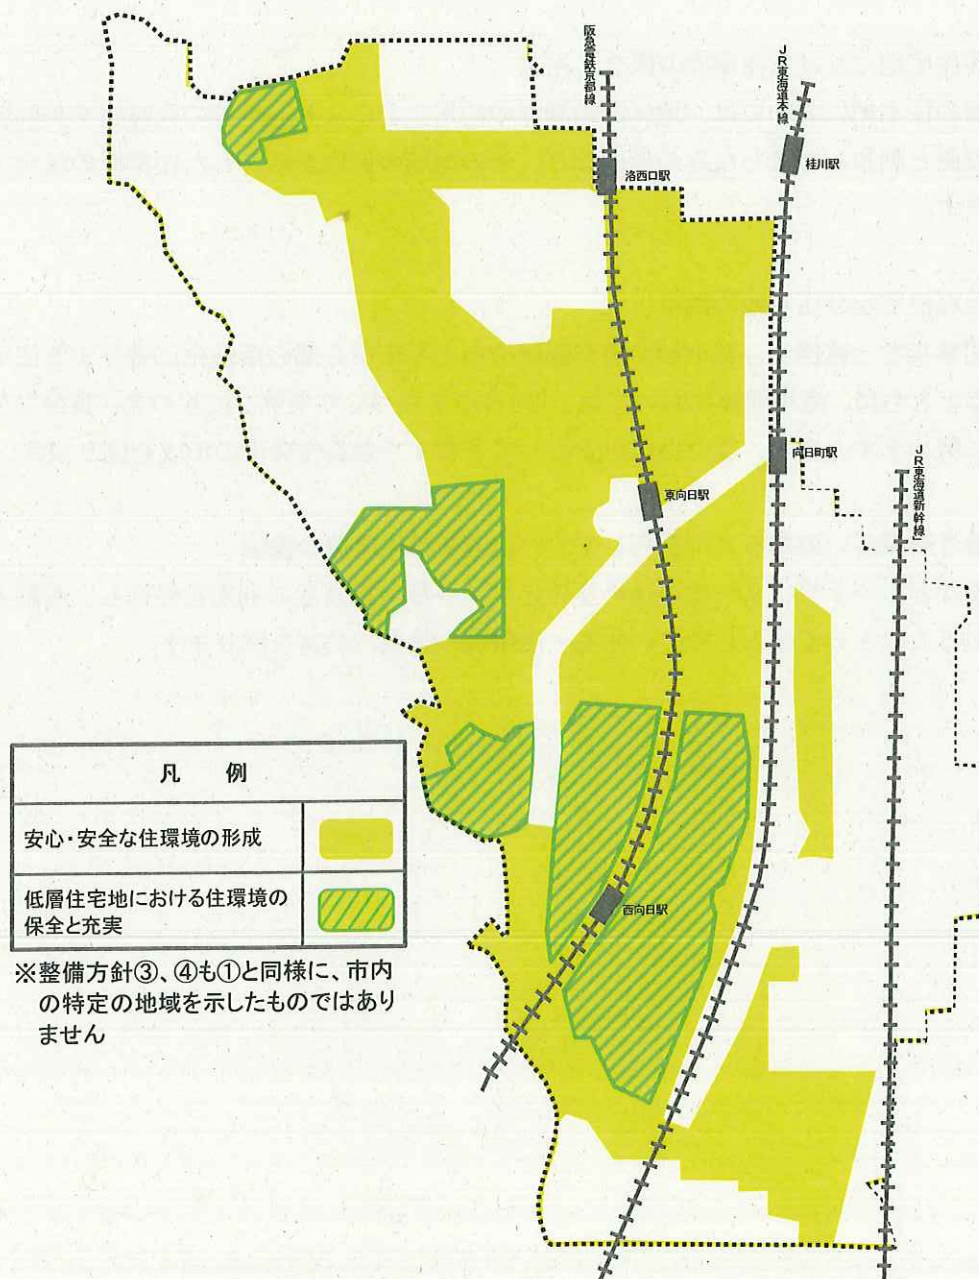 阪急電鉄京都線
JR東海道本線
洛西口駅
桂川駅
東向日駅
向日町駅
JR東海道新幹線」
西向日駅
凡 例
安心・安全な住環境の形成
低層住宅地における住環境の
保全と充実
※整備方針③、④も①と同様に、市内
の特定の地域を示したものではあり
ません